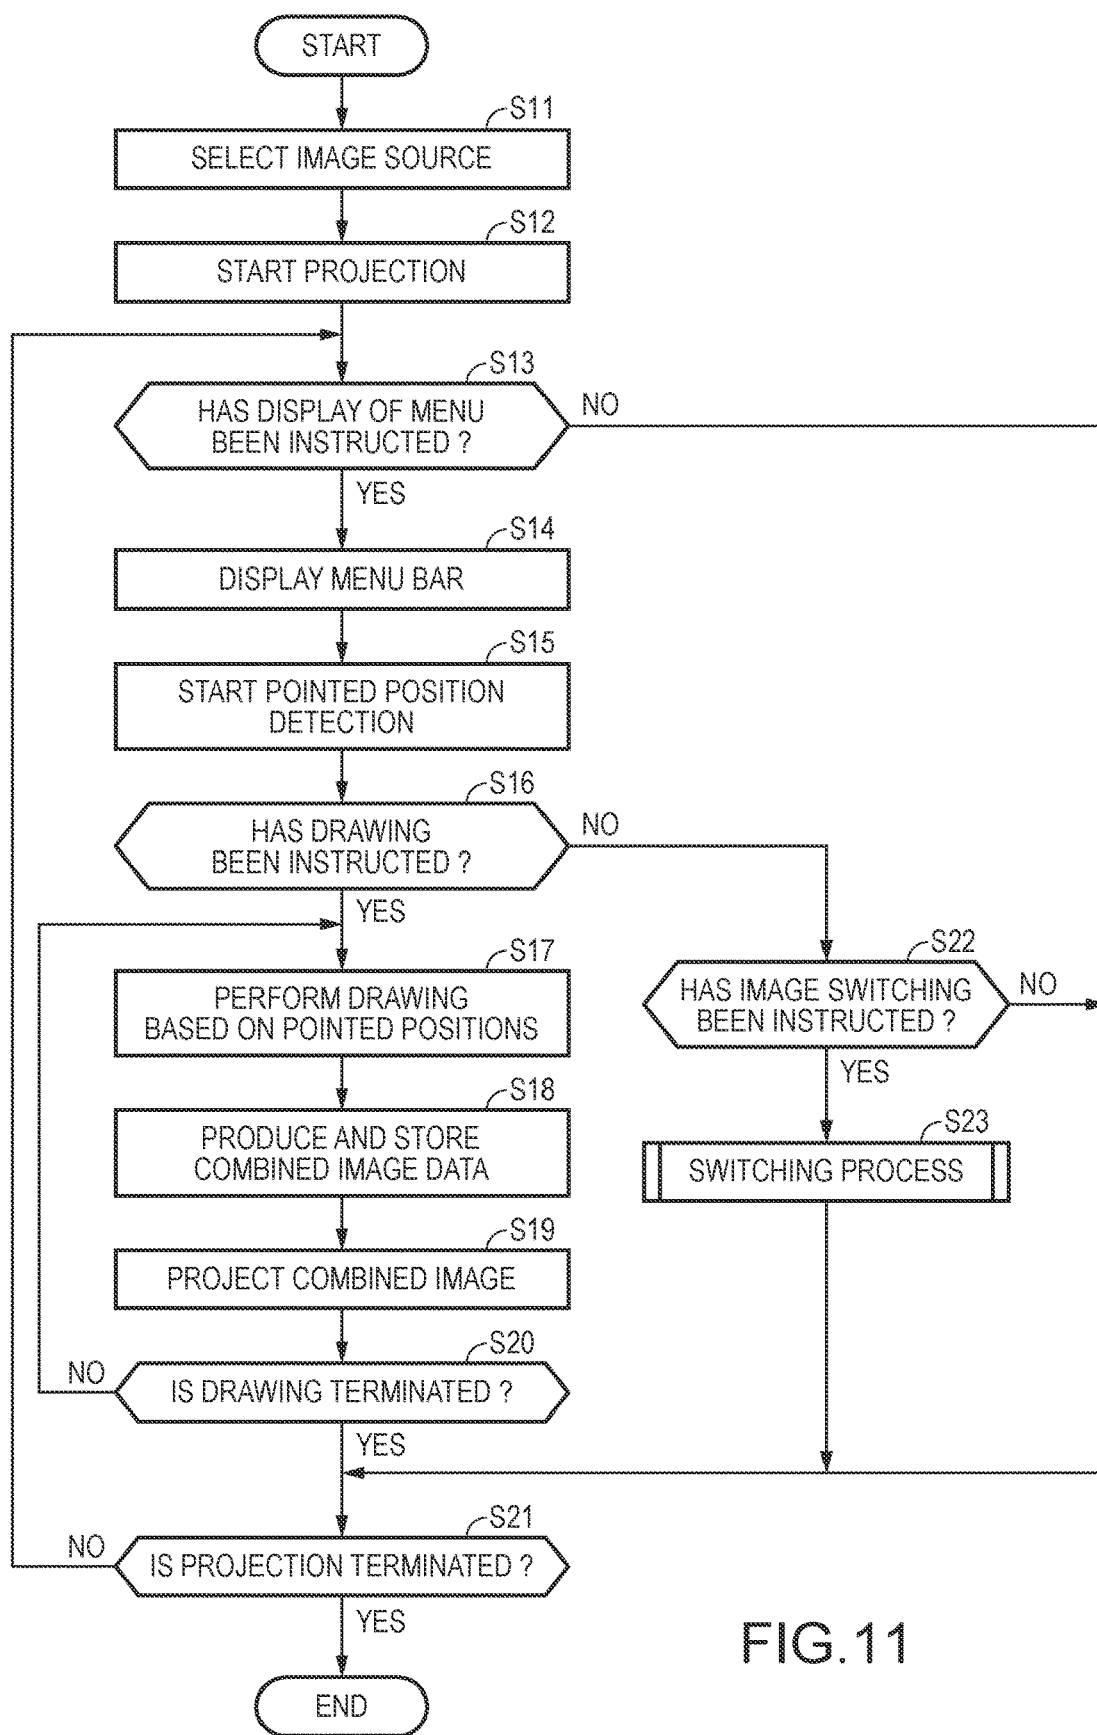 START
S11
SELECT IMAGE SOURCE
S12
START PROJECTION
S13
HAS DISPLAY OF MENU
BEEN INSTRUCTED ?
NO
YES
S14
DISPLAY MENU BAR
S15
START POINTED POSITION
DETECTION
S16
HAS DRAWING
BEEN INSTRUCTED ?
NO
YES
S17
PERFORM DRAWING
BASED ON POINTED POSITIONS
S22
HAS IMAGE SWITCHING
BEEN INSTRUCTED ?
NO
YES
S18
PRODUCE AND STORE
COMBINED IMAGE DATA
S23
SWITCHING PROCESS
S19
PROJECT COMBINED IMAGE
S20
NO
IS DRAWING TERMINATED ?
YES
S21
NO
IS PROJECTION TERMINATED ?
YES
END
FIG.11